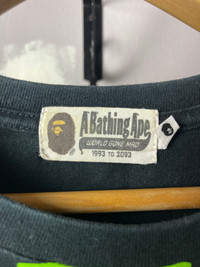 A Bathing Ape
WORLD GONE MAD
1993 TO 2093